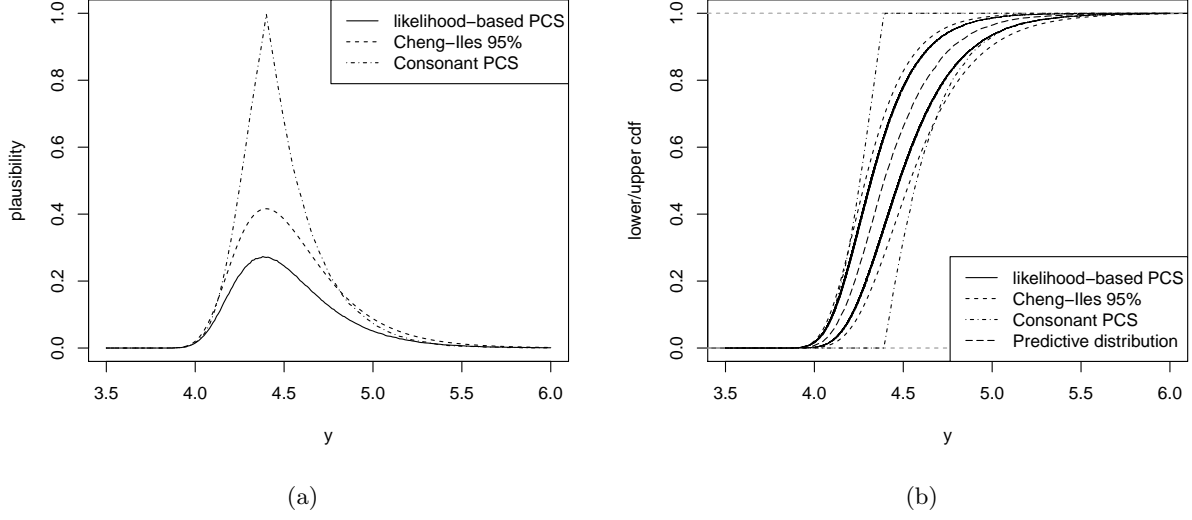 likelihood−based PCS
Cheng−Iles 95%
Consonant PCS
plausibility
1.0
0.8
0.6
0.4
0.2
0.0
3.5 4.0 4.5 5.0 5.5 6.0
y
(a)
lower/upper cdf
1.0
0.8
0.6
0.4
0.2
0.0
likelihood−based PCS
Cheng−Iles 95%
Consonant PCS
Predictive distribution
3.5 4.0 4.5 5.0 5.5 6.0
y
(b)